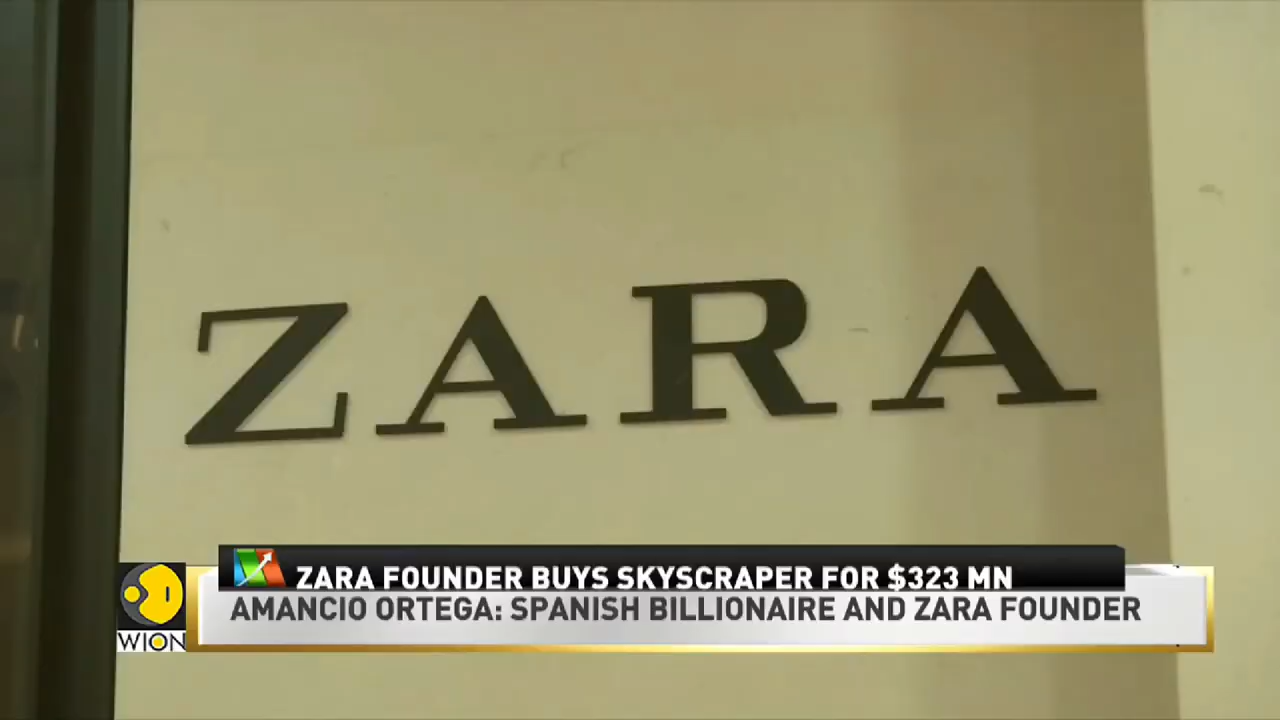 ZARA
ZARA FOUNDER BUYS SKYSCRAPER FOR $323 MN
AMANCIO ORTEGA: SPANISH BILLIONAIRE AND ZARA FOUNDER
WION